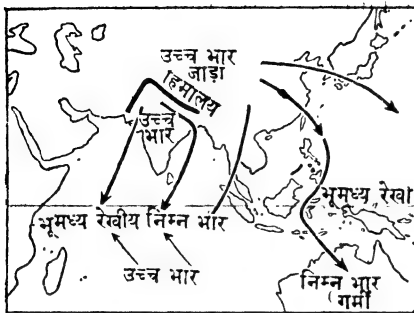 उच्च भार
जाड़ा
हिमालय
उच्च
भार
भूमध्य रेखा
भूमध्य रेखीय निम्न भार
उच्च भार
निम्न भार
गर्मी